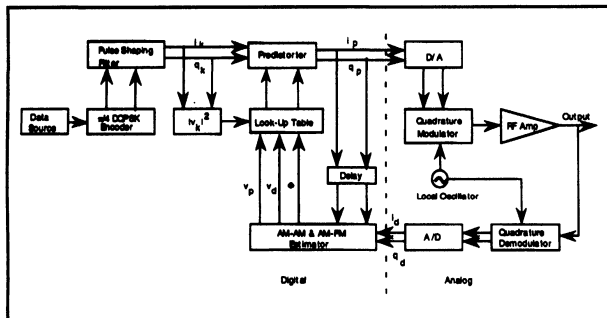 Pulse Shaping
Filter
i k
q k
Predistorter
i p
q p
D/A
Data
Source
π/4 DQPSK
Encoder
|v k| 2
Look-Up Table
Quadrature
Modulator
RF Amp
Output
v p
v d
Φ
Delay
Local Oscillator
AM-AM & AM-PM
Estimator
i d
q d
A/D
Quadrature
Demodulator
Digital
Analog